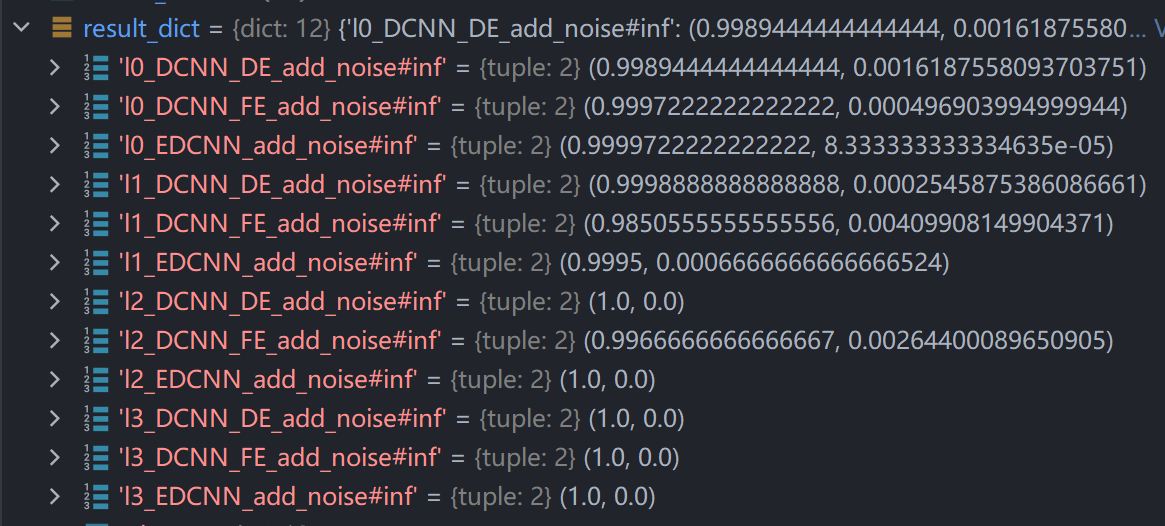 result_dict = {dict: 12} {'l0_DCNN_DE_add_noise#inf': (0.9989444444444444, 0.00161875580... V
'l0_DCNN_DE_add_noise#inf' = {tuple: 2} (0.9989444444444444, 0.0016187558093703751)
'l0_DCNN_FE_add_noise#inf' = {tuple: 2} (0.9997222222222222, 0.000496903994999944)
'l0_EDCNN_add_noise#inf' = {tuple: 2} (0.9999722222222222, 8.333333333334635e-05)
'l1_DCNN_DE_add_noise#inf' = {tuple: 2} (0.9998888888888888, 0.0002545875386086661)
'l1_DCNN_FE_add_noise#inf' = {tuple: 2} (0.9850555555555556, 0.00409908149904371)
'l1_EDCNN_add_noise#inf' = {tuple: 2} (0.9995, 0.0006666666666666524)
'l2_DCNN_DE_add_noise#inf' = {tuple: 2} (1.0, 0.0)
'l2_DCNN_FE_add_noise#inf' = {tuple: 2} (0.9966666666666667, 0.00264400089650905)
'l2_EDCNN_add_noise#inf' = {tuple: 2} (1.0, 0.0)
'l3_DCNN_DE_add_noise#inf' = {tuple: 2} (1.0, 0.0)
'l3_DCNN_FE_add_noise#inf' = {tuple: 2} (1.0, 0.0)
'l3_EDCNN_add_noise#inf' = {tuple: 2} (1.0, 0.0)